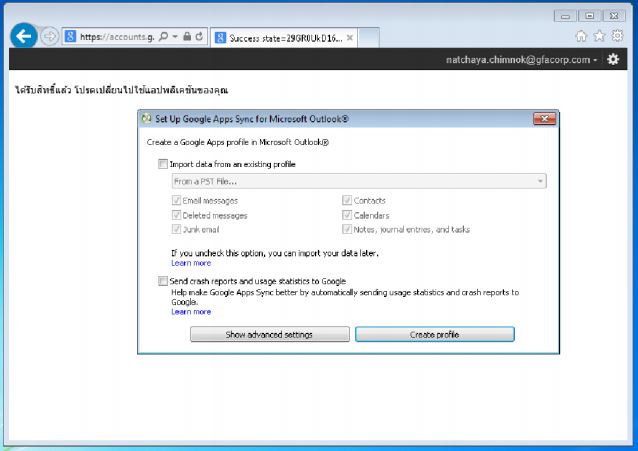 https://accounts.g.
Success state=29GlR0UkD16...
natchaya.chimnok@gfacorp.com
ได้รับสิทธิ์แล้ว โปรดเปลี่ยนไปใช้แอปพลิเคชันของคุณ
Set Up Google Apps Sync for Microsoft Outlook®
Create a Google Apps profile in Microsoft Outlook®
Import data from an existing profile
From a PST File...
Email messages Contacts
Deleted messages Calendars
Junk email Notes, journal entries, and tasks
If you uncheck this option, you can import your data later.
Learn more
Send crash reports and usage statistics to Google
Help make Google Apps Sync better by automatically sending usage statistics and crash reports to
Google.
Learn more
Show advanced settings Create profile